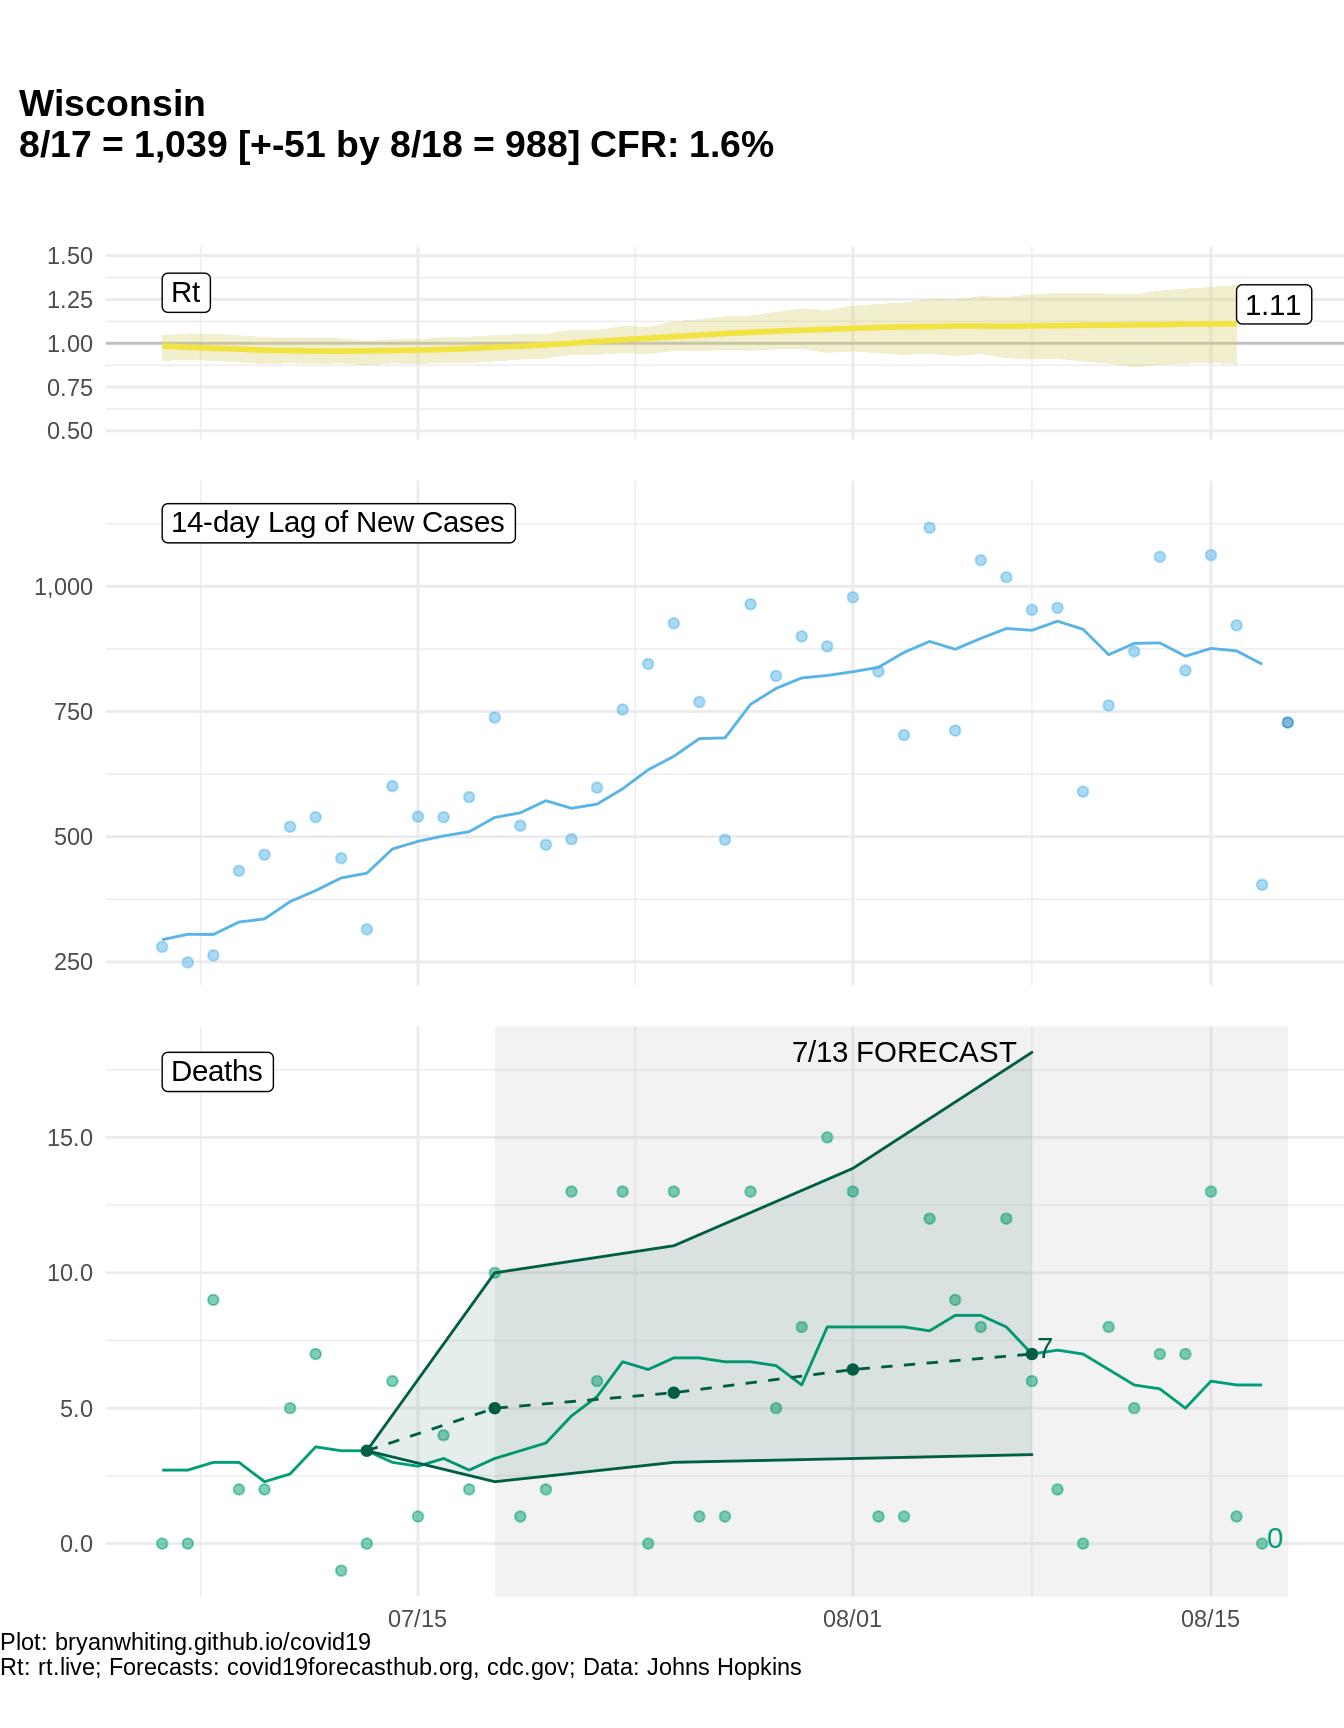 Wisconsin
8/17 = 1,039 [+-51 by 8/18 = 988] CFR: 1.6%
1.50
1.25
1.00
0.75
0.50
Rt
1.11
14-day Lag of New Cases
1,000
750
500
250
7/13 FORECAST
Deaths
15.0
10.0
5.0
0.0
7
0
07/15
08/01
08/15
Plot: bryanwhiting.github.io/covid19
Rt: rt.live; Forecasts: covid19forecasthub.org, cdc.gov; Data: Johns Hopkins